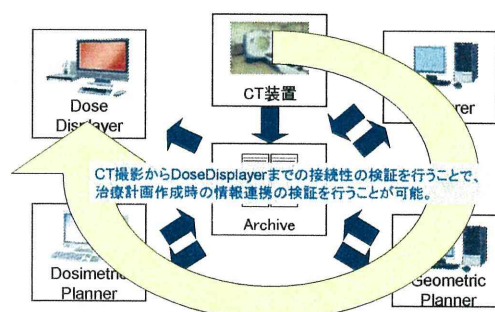 CT装置
Dose
Displayer
CT撮影からDoseDisplayerまでの接続性の検証を行うことで、
治療計画作成時の情報連携の検証を行うことが可能。
Archive
Dosimetric
Planner
Geometric
Planner